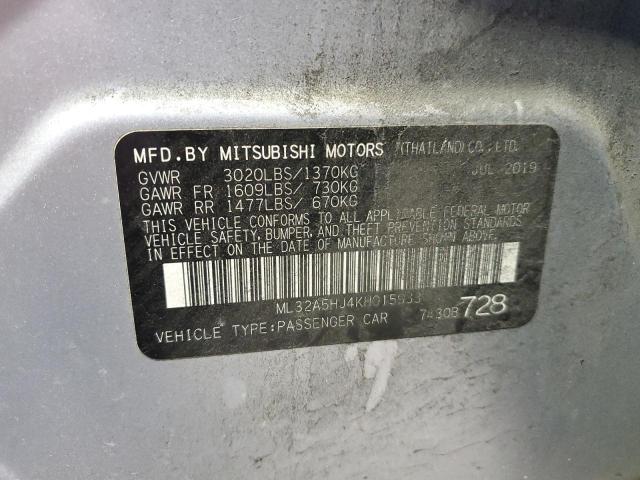 MFD.BY MITSUBISHI MOTORS (THAILAND)CO.,LTD.
GVWR 3020LBS/1370KG JUL 2019
GAWR FR 1609LBS/ 730KG
GAWR RR 1477LBS/ 670KG
THIS VEHICLE CONFORMS TO ALL APPLICABLE FEDERAL MOTOR
VEHICLE SAFETY, BUMPER, AND THEFT PREVENTION STANDARDS
IN EFFECT ON THE DATE OF MANUFACTURE SHOWN ABOVE.
ML32A5HJ4KH015933
VEHICLE TYPE:PASSENGER CAR 7430B 728